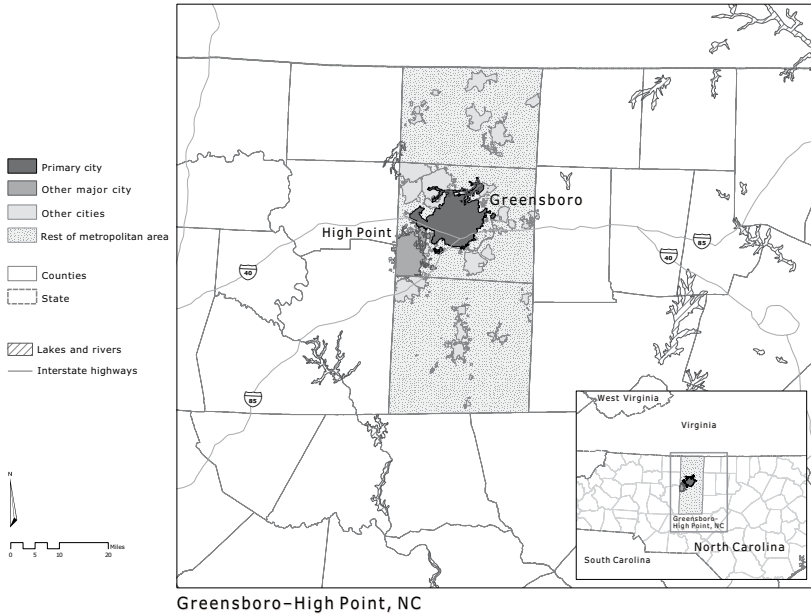 Primary city
Other major city
Other cities
Rest of metropolitan area
Counties
State
Lakes and rivers
Interstate highways
N
0 5 10 20 Miles
Greensboro
High Point
40
85
40
85
West Virginia
Virginia
Greensboro–
High Point, NC
North Carolina
South Carolina
Greensboro–High Point, NC